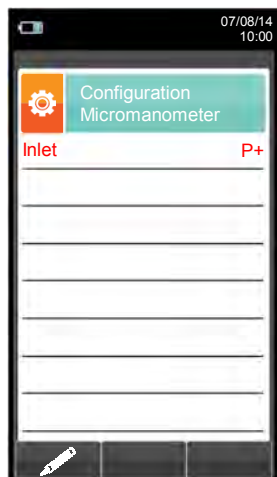 07/08/14
10:00
Configuration
Micromanometer
Inlet P+